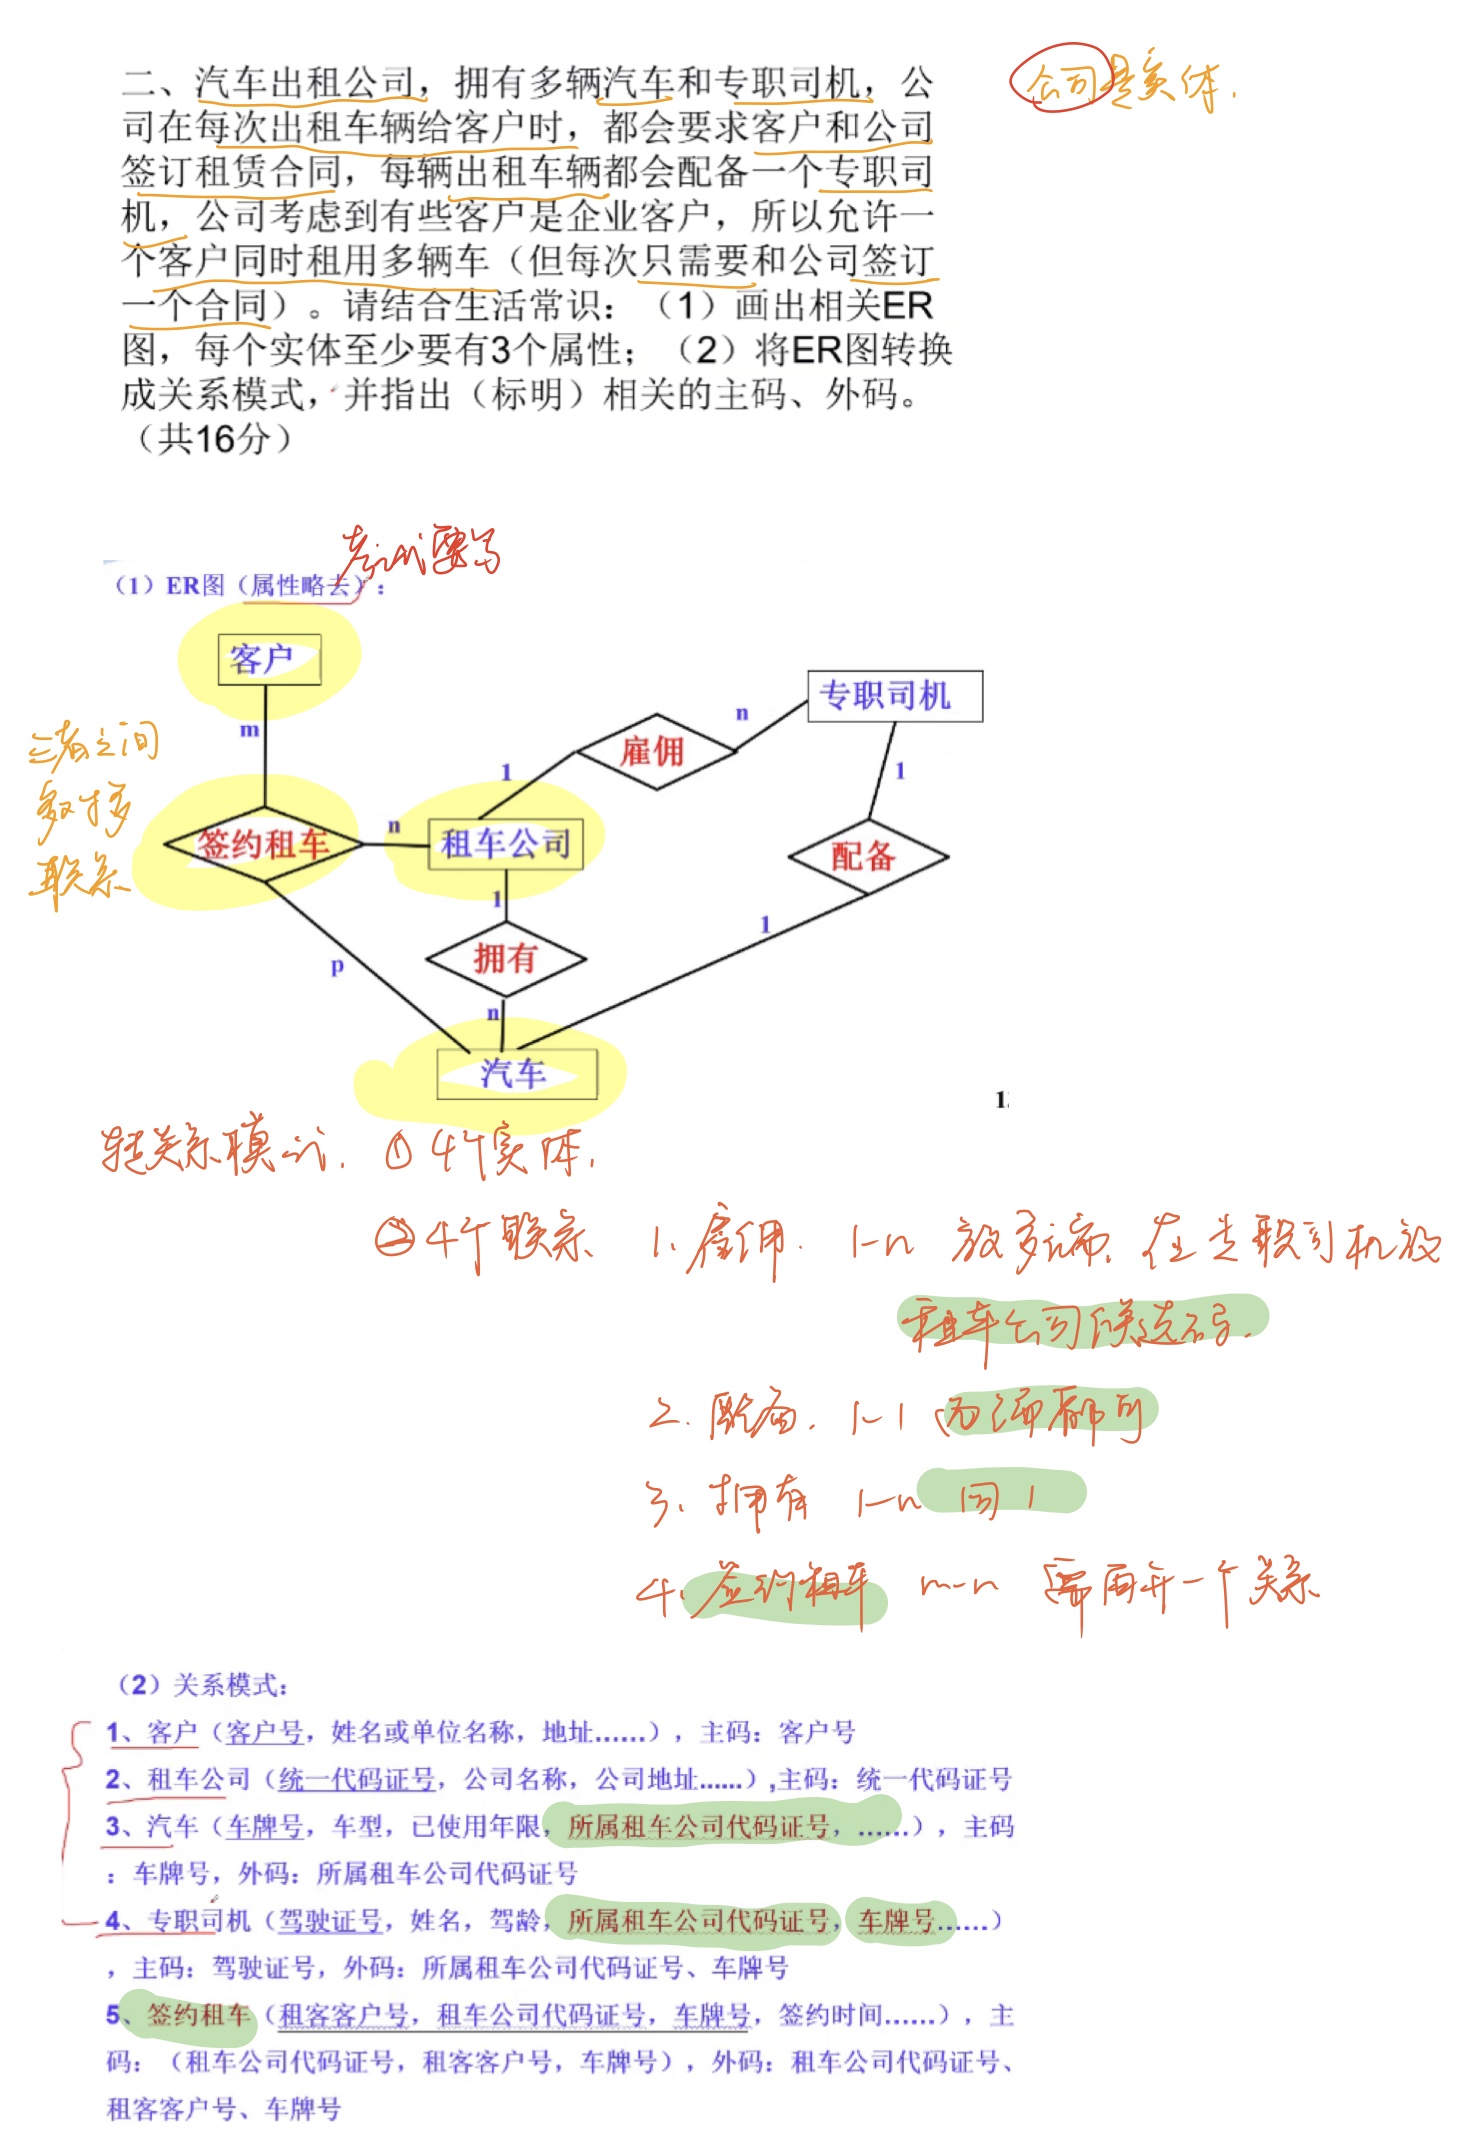 二、汽车出租公司，拥有多辆汽车和专职司机，公
司在每次出租车辆给客户时，都会要求客户和公司
签订租赁合同，每辆出租车辆都会配备一个专职司
机，公司考虑到有些客户是企业客户，所以允许一
个客户同时租用多辆车（但每次只需要和公司签订
一个合同）。请结合生活常识：（1）画出相关ER
图，每个实体至少要有3个属性；（2）将ER图转换
成关系模式，并指出（标明）相关的主码、外码。
（共16分）
公司是实体.
考试要写
（1）ER图（属性略去）：
客户
专职司机
m
n
雇佣
三者之间
多对多
联系
1
1
签约租车
n
租车公司
配备
1
1
拥有
p
n
汽车
1
转关系模式. ①4个实体.
②4个联系 1、雇佣. 1-n 放多端. 在专职司机放
租车公司候选码.
2. 配备. 1-1 两端都可
3、拥有 1-n 同1
4、签约租车 m-n 需再开一个关系
（2）关系模式：
1、客户（客户号，姓名或单位名称，地址……），主码：客户号
2、租车公司（统一代码证号，公司名称，公司地址......）,主码：统一代码证号
3、汽车（车牌号，车型，已使用年限，所属租车公司代码证号，……），主码
：车牌号，外码：所属租车公司代码证号
4、专职司机（驾驶证号，姓名，驾龄，所属租车公司代码证号，车牌号……）
，主码：驾驶证号，外码：所属租车公司代码证号、车牌号
5、签约租车（租客客户号，租车公司代码证号，车牌号，签约时间……），主
码：（租车公司代码证号，租客客户号，车牌号），外码：租车公司代码证号、
租客客户号、车牌号